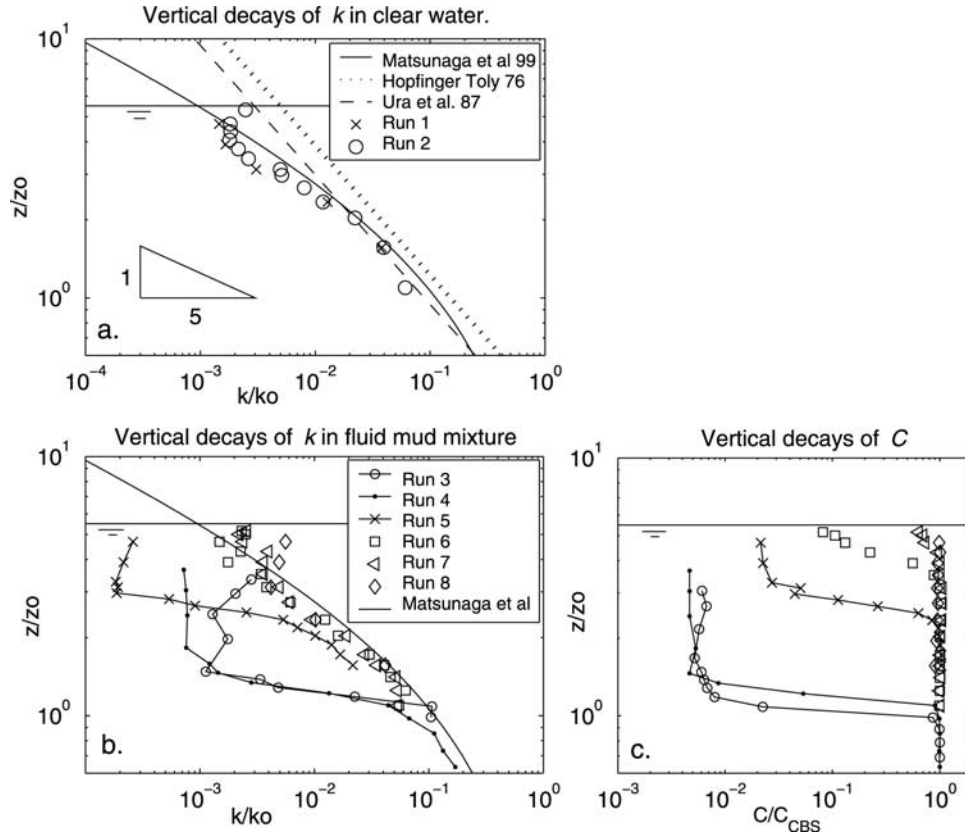 Vertical decays of k in clear water.
10^1
10^0
z/zo
Matsunaga et al 99
Hopfinger Toly 76
Ura et al. 87
Run 1
Run 2
1
5
a.
10^-4
10^-3
10^-2
10^-1
10^0
k/ko
Vertical decays of k in fluid mud mixture
10^1
10^0
z/zo
Run 3
Run 4
Run 5
Run 6
Run 7
Run 8
Matsunaga et al
b.
10^-3
10^-2
10^-1
10^0
k/ko
Vertical decays of C
10^1
10^0
z/zo
c.
10^-3
10^-2
10^-1
10^0
C/C_CBS